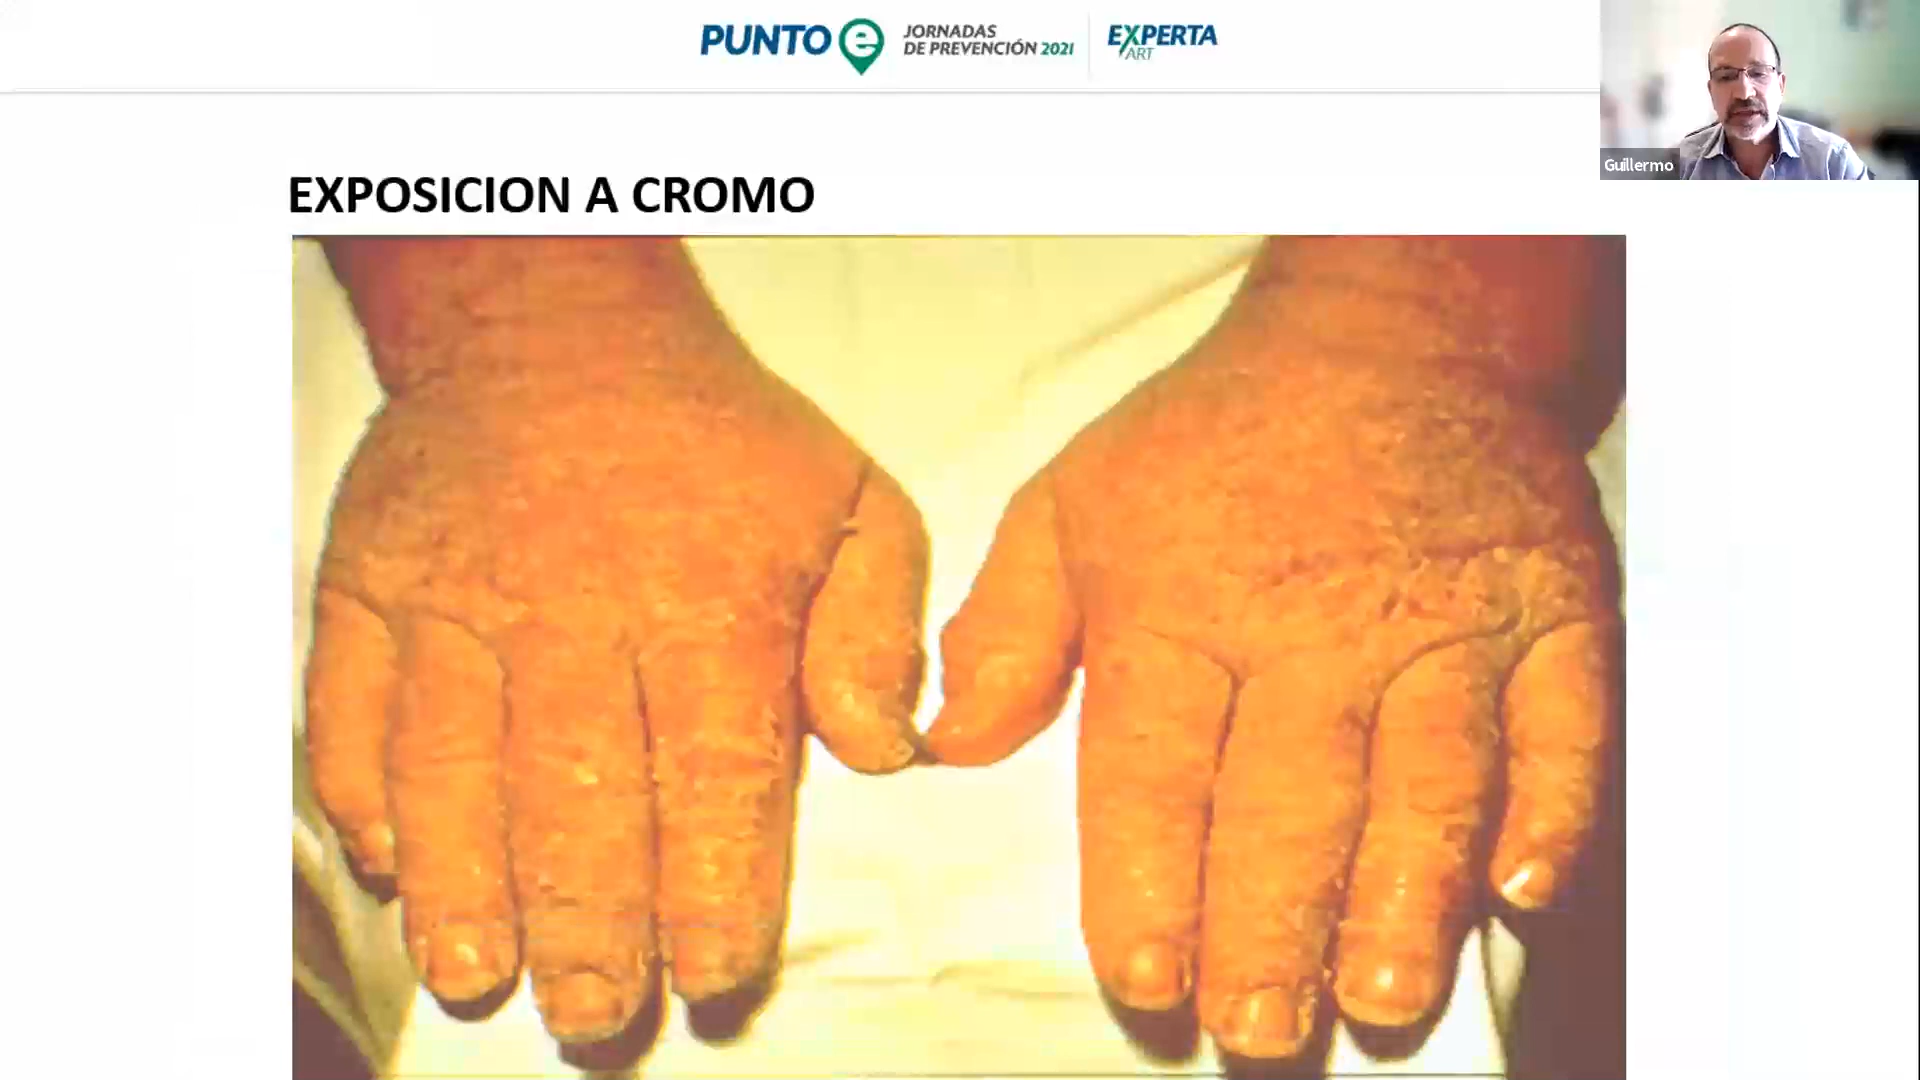 PUNTO e
JORNADAS
DE PREVENCIÓN 2021
EXPERTA
ART
Guillermo
EXPOSICION A CROMO